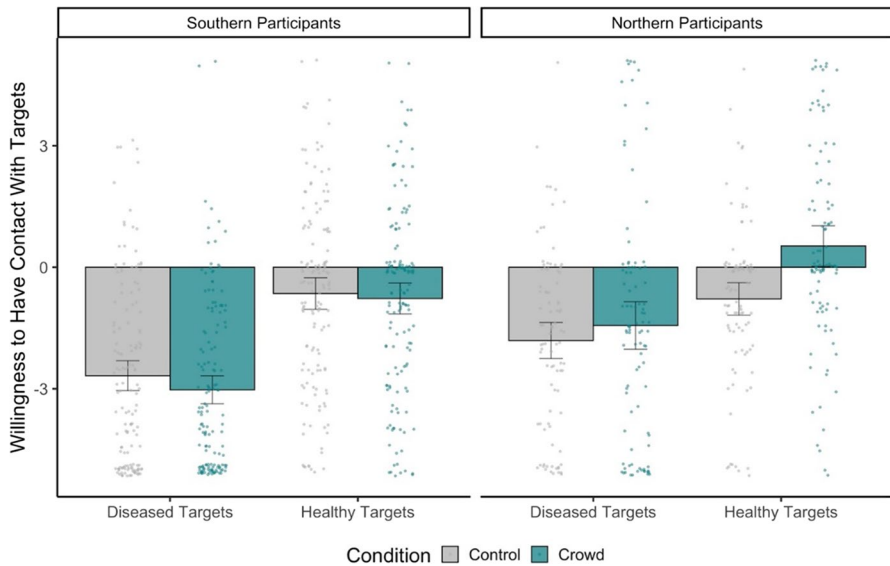 Southern Participants
Northern Participants
Willingness to Have Contact With Targets
3
0
-3
Diseased Targets
Healthy Targets
Diseased Targets
Healthy Targets
Condition Control Crowd